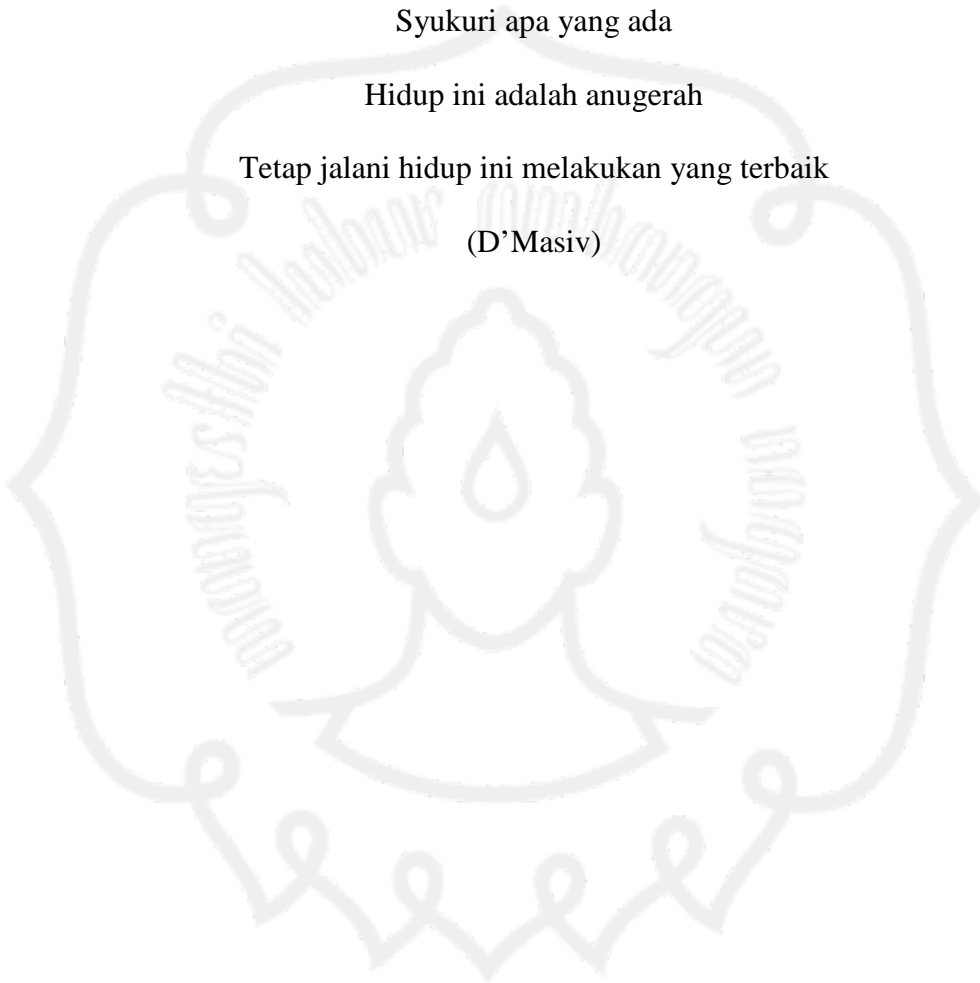 Syukuri apa yang ada
Hidup ini adalah anugerah
Tetap jalani hidup ini melakukan yang terbaik
(D’Masiv)